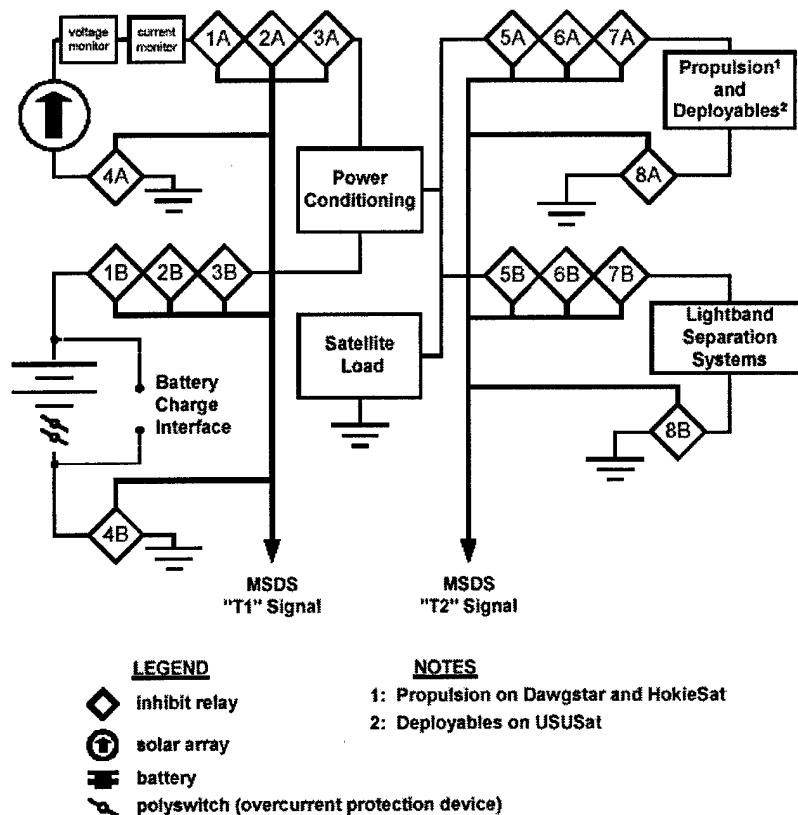 voltage
monitor
current
monitor
1A
2A
3A
4A
5A
6A
7A
Propulsion¹
and
Deployables²
8A
Power
Conditioning
1B
2B
3B
5B
6B
7B
Satellite
Load
Lightband
Separation
Systems
Battery
Charge
Interface
8B
4B
MSDS
"T1" Signal
MSDS
"T2" Signal
LEGEND
inhibit relay
solar array
battery
polyswitch (overcurrent protection device)
NOTES
1: Propulsion on Dawgstar and HokieSat
2: Deployables on USUSat